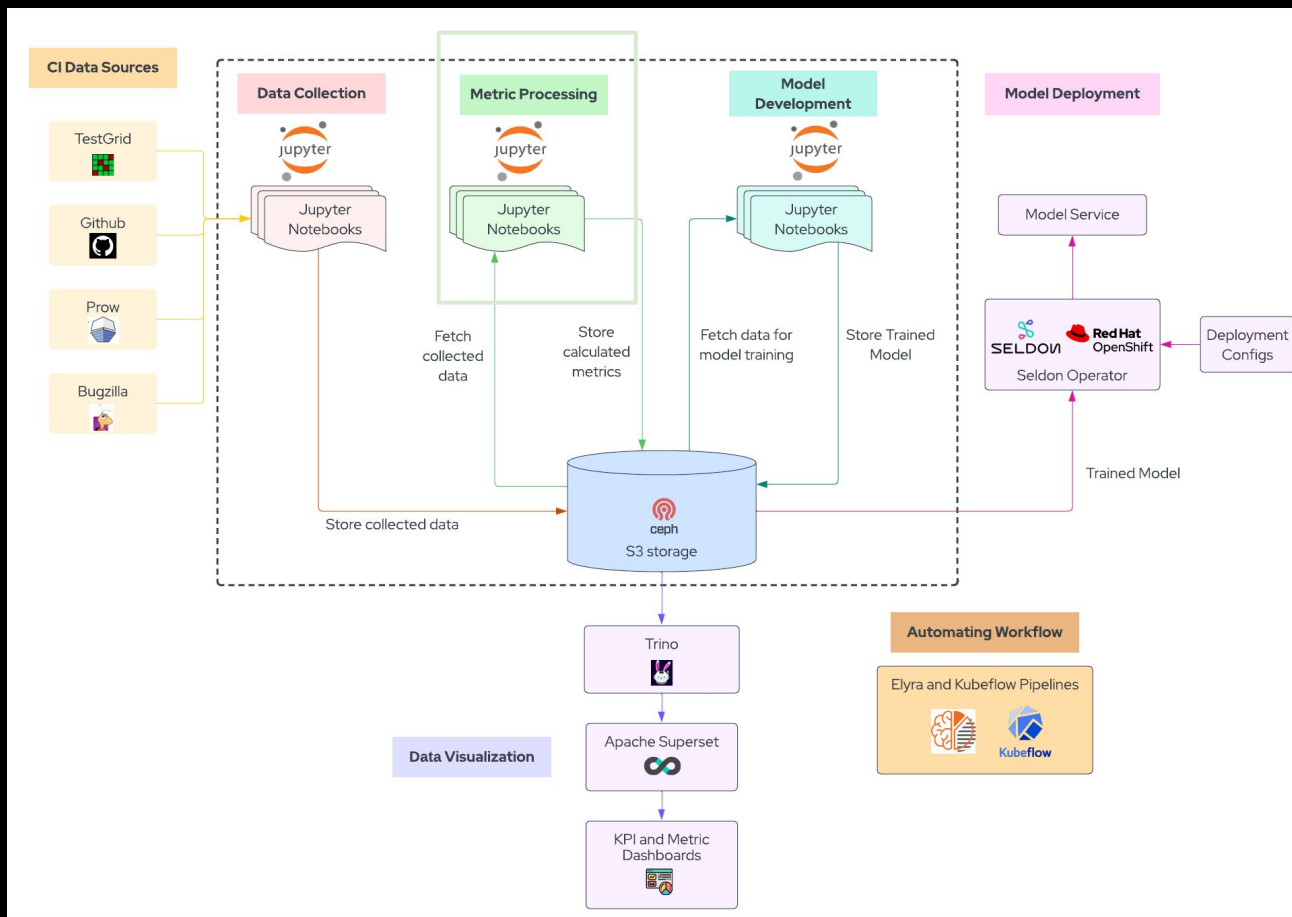 CI Data Sources
TestGrid
Github
Prow
Bugzilla
Data Collection
jupyter
Jupyter
Notebooks
Metric Processing
jupyter
Jupyter
Notebooks
Model
Development
jupyter
Jupyter
Notebooks
Fetch
collected
data
Store
calculated
metrics
Fetch data for
model training
Store Trained
Model
Store collected data
ceph
S3 storage
Model Deployment
Model Service
SELDON
Red Hat
OpenShift
Seldon Operator
Deployment
Configs
Trained Model
Trino
Data Visualization
Apache Superset
KPI and Metric
Dashboards
Automating Workflow
Elyra and Kubeflow Pipelines
Kubeflow